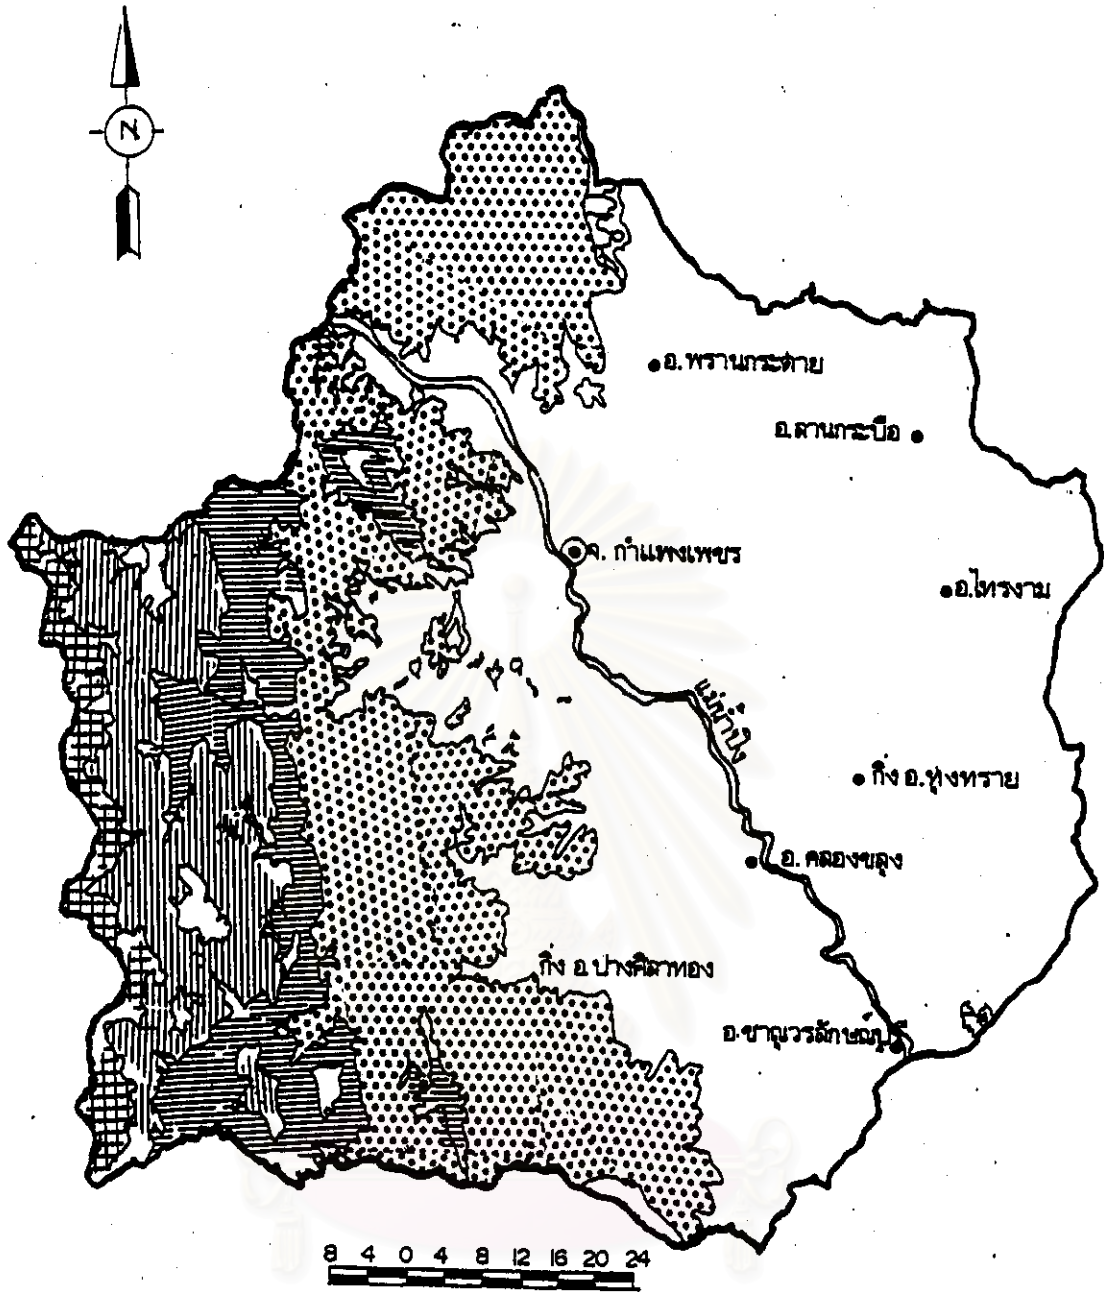 Z
อ. พรานกระต่าย
อ.ลานกระบือ
จ. กำแพงเพชร
อ.ไทรงาม
แม่น้ำปิง
กิ่ง อ.ทุ่งทราย
อ. คลองขลุง
กิ่ง อ ปางศิลาทอง
อ.ขาณุวรลักษณ์บุรี
8 4 0 4 8 12 16 20 24